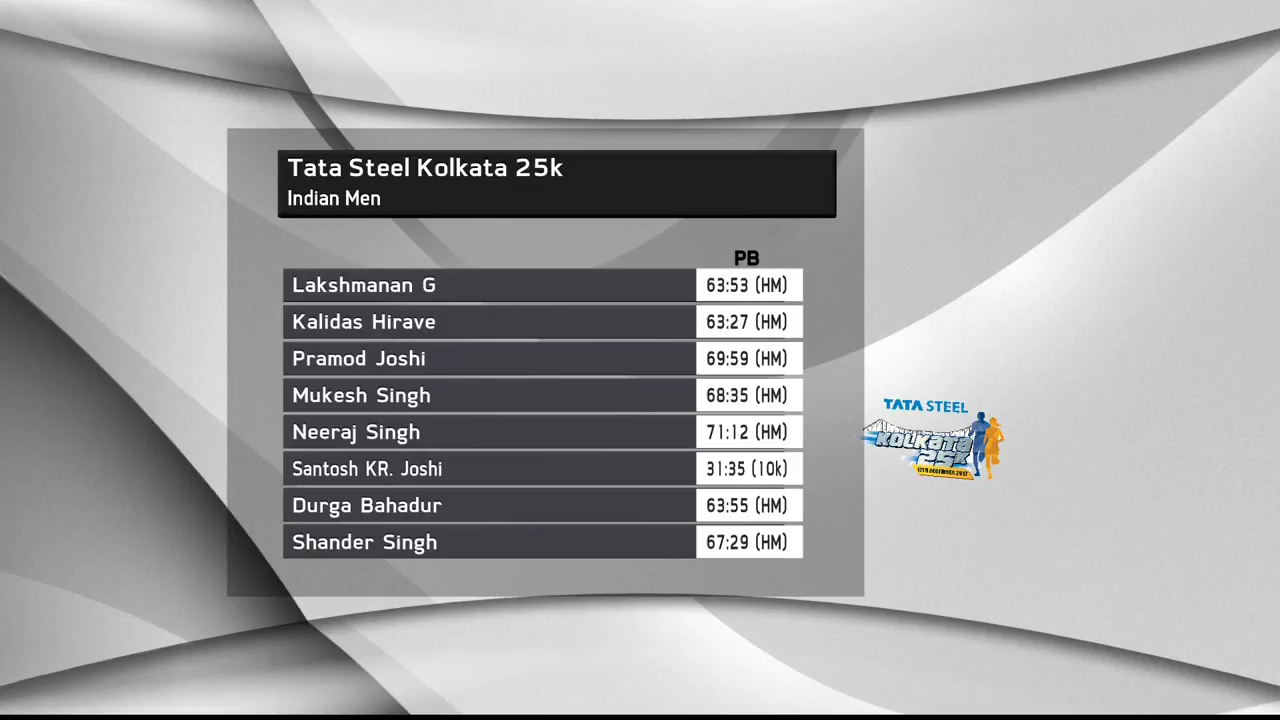 Tata Steel Kolkata 25k
Indian Men
PB
Lakshmanan G 63:53 (HM)
Kalidas Hirave 63:27 (HM)
Pramod Joshi 69:59 (HM)
Mukesh Singh 68:35 (HM)
Neeraj Singh 71:12 (HM)
Santosh KR. Joshi 31:35 (10k)
Durga Bahadur 63:55 (HM)
Shander Singh 67:29 (HM)
TATA STEEL
KOLKATA
25K